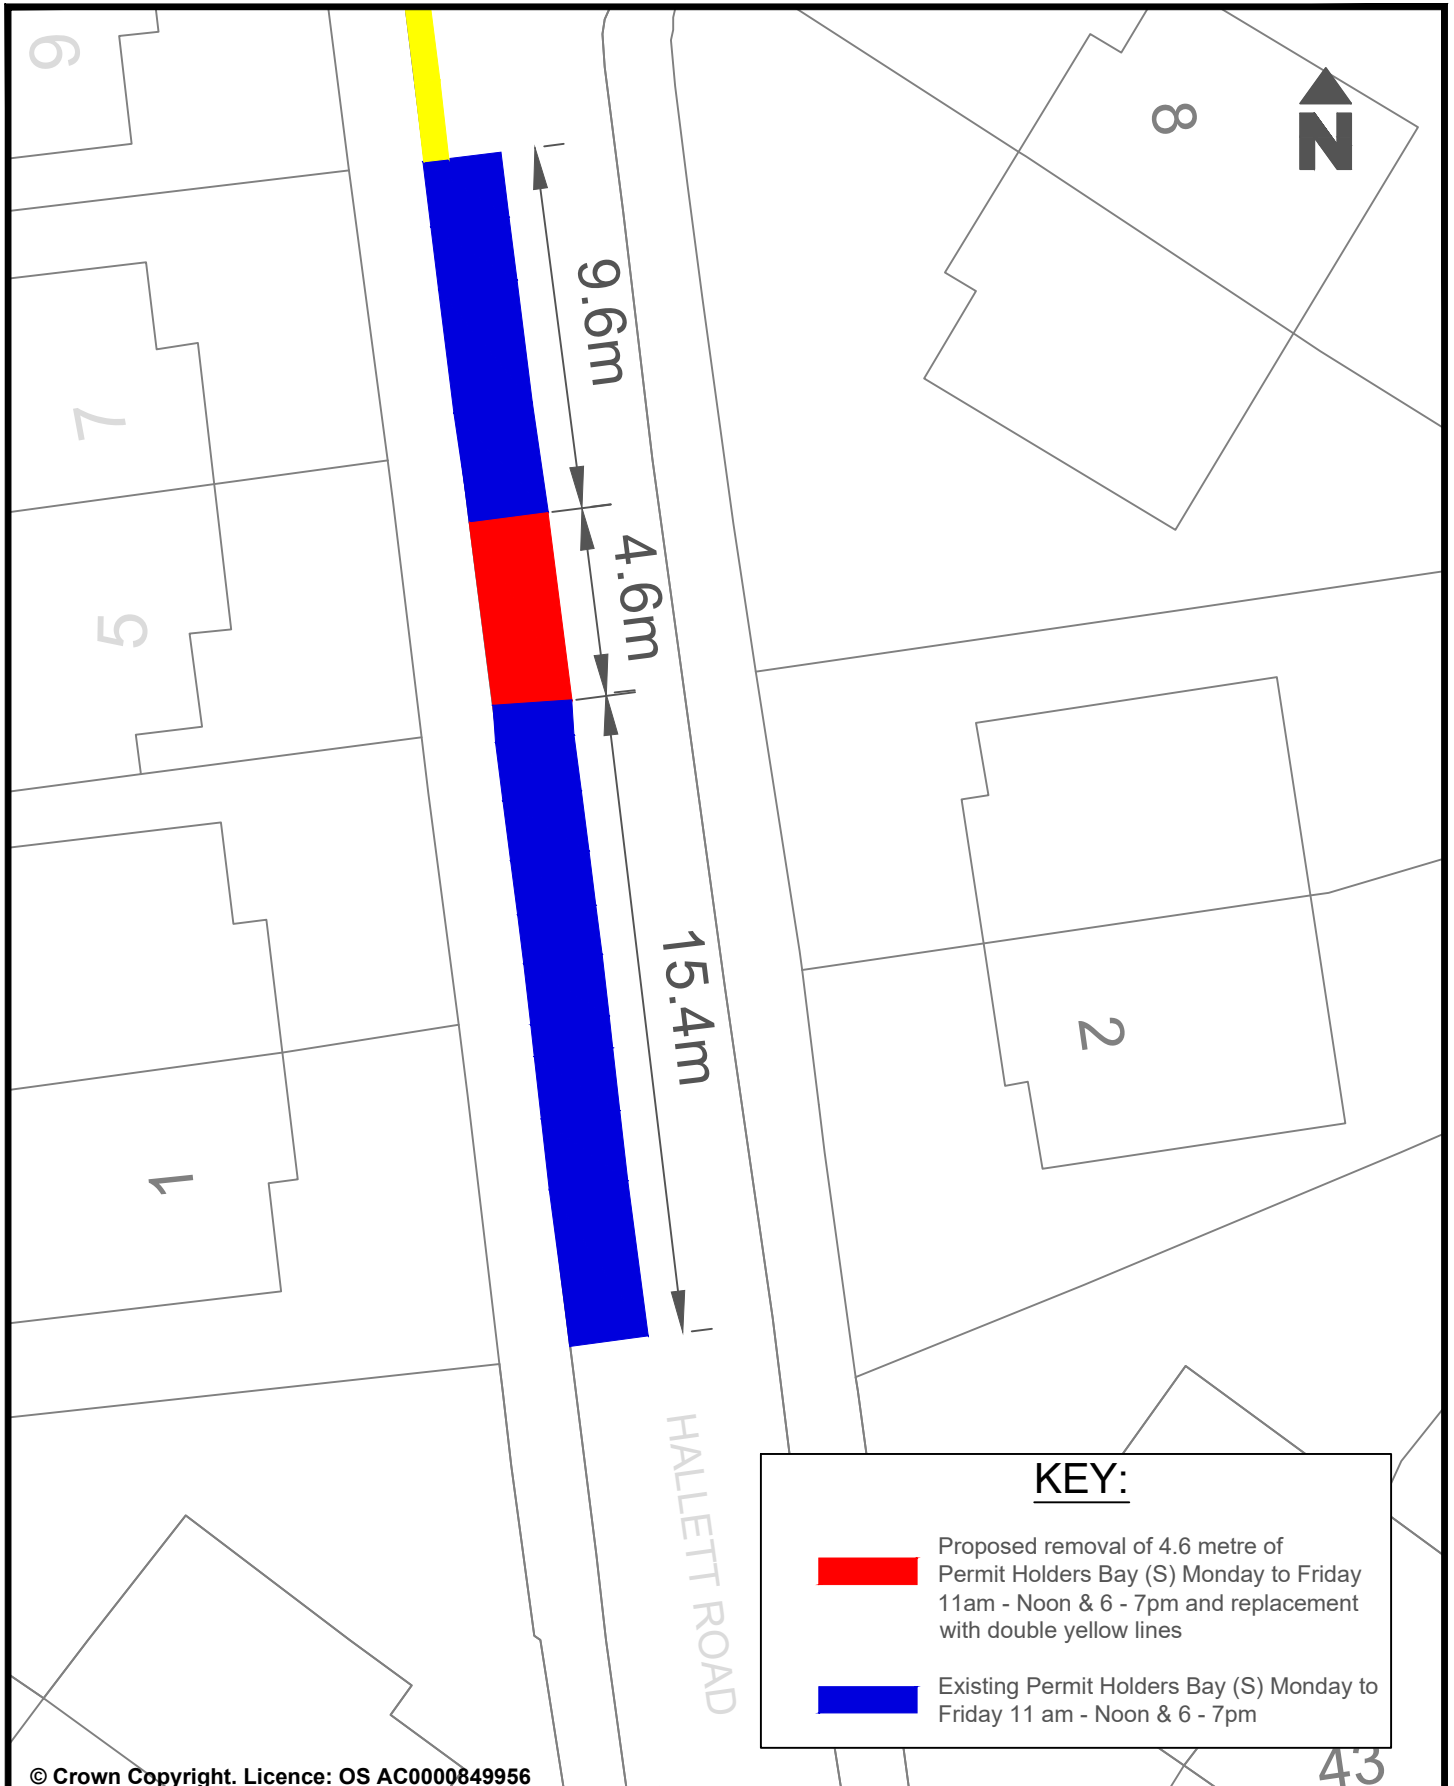 9
8
N
9.6m
7
4.6m
5
15.4m
2
1
HALLETT ROAD
KEY:
Proposed removal of 4.6 metre of
Permit Holders Bay (S) Monday to Friday
11am - Noon & 6 - 7pm and replacement
with double yellow lines
Existing Permit Holders Bay (S) Monday to
Friday 11 am - Noon & 6 - 7pm
43
© Crown Copyright. Licence: OS AC0000849956